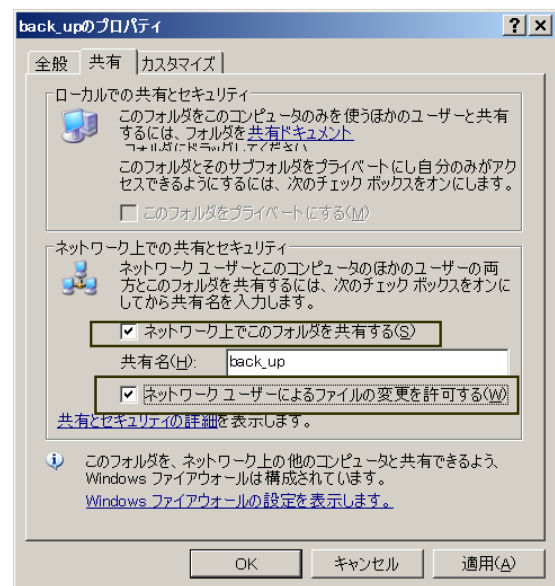 back_upのプロパティ
全般
共有
カスタマイズ
ローカルでの共有とセキュリティ
このフォルダをこのコンピュータのみを使うほかのユーザーと共有
するには、フォルダを共有ドキュメント
フォルダにドラッグしてください
このフォルダとそのサブフォルダをプライベートにし自分のみがアク
セスできるようにするには、次のチェック ボックスをオンにします。
このフォルダをプライベートにする(M)
ネットワーク上での共有とセキュリティ
ネットワーク ユーザーとこのコンピュータのほかのユーザーの両
方とこのフォルダを共有するには、次のチェック ボックスをオンに
してから共有名を入力します。
ネットワーク上でこのフォルダを共有する(S)
共有名(H):
back_up
ネットワーク ユーザーによるファイルの変更を許可する(W)
共有とセキュリティの詳細を表示します。
このフォルダを、ネットワーク上の他のコンピュータと共有できるよう、
Windows ファイアウォールは構成されています。
Windows ファイアウォールの設定を表示します。
OK
キャンセル
適用(A)